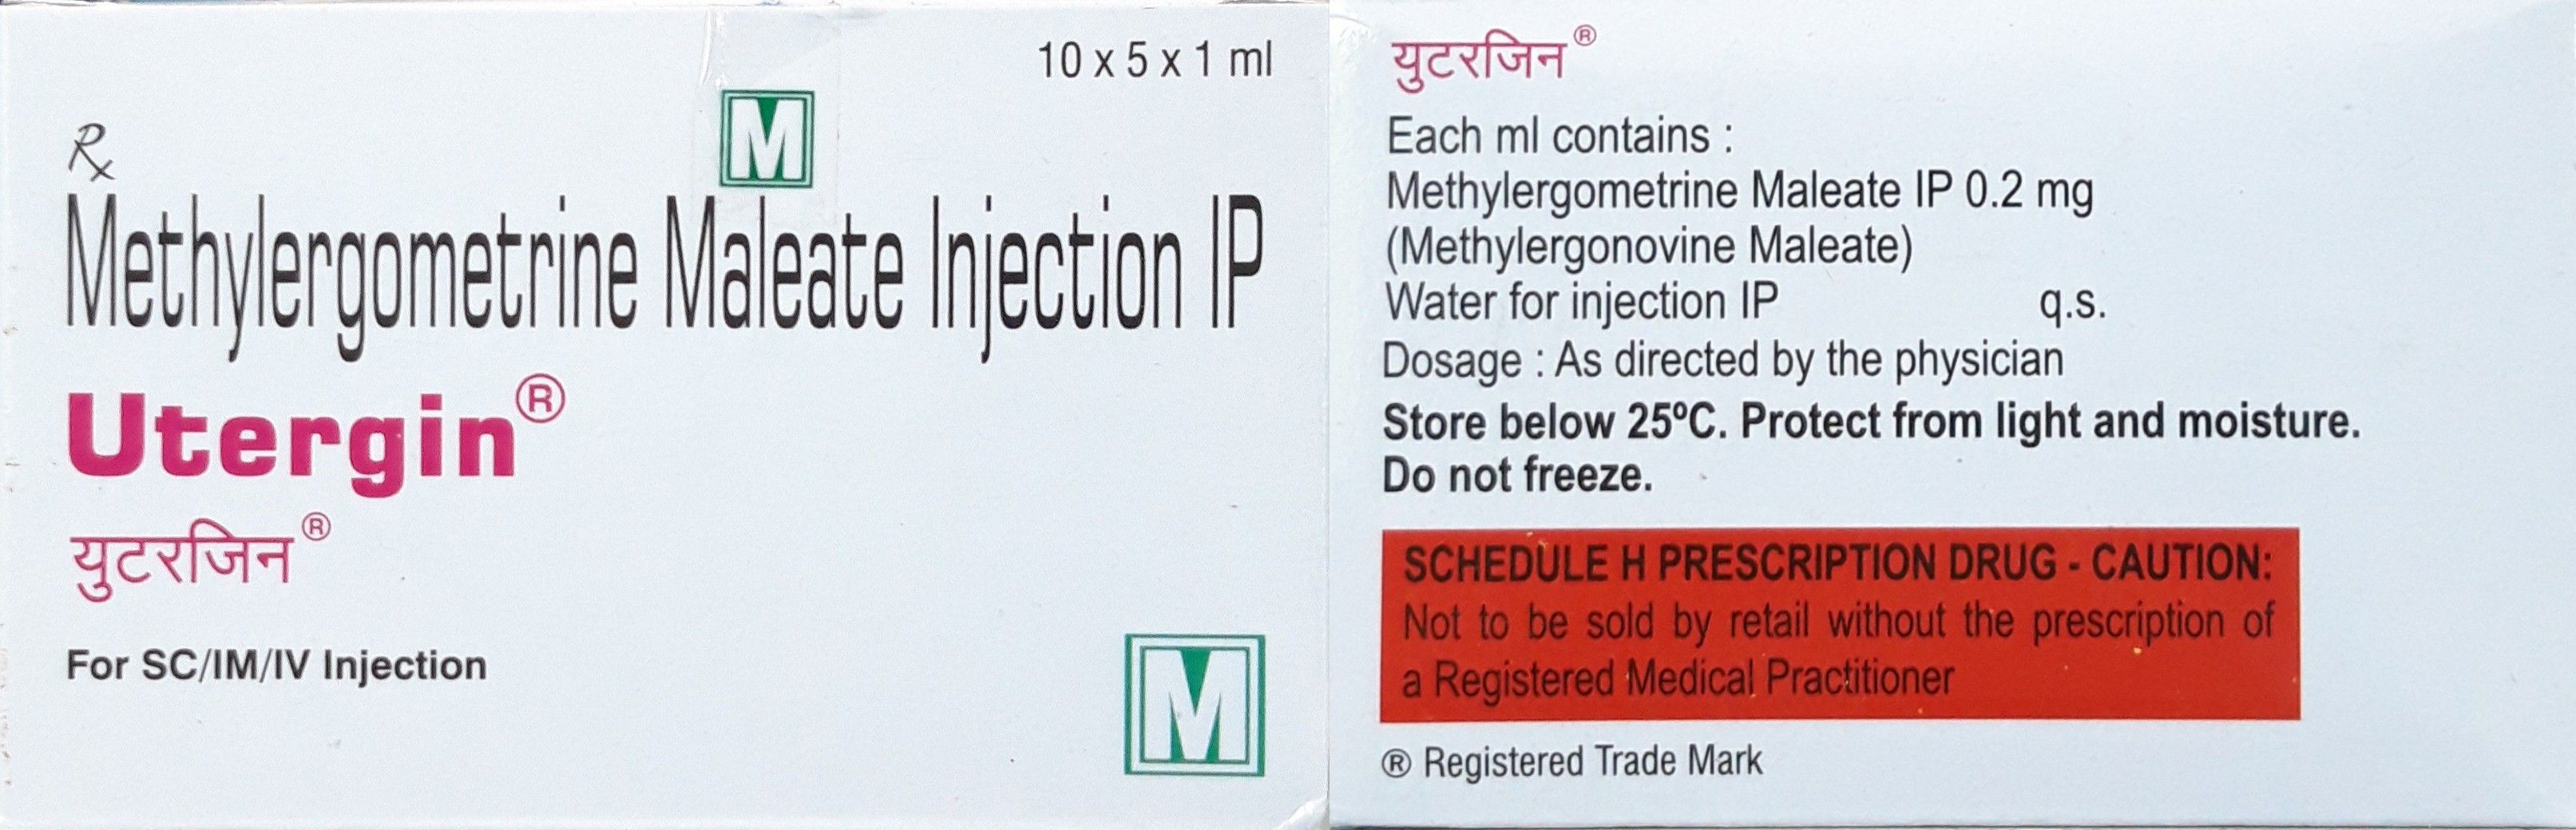 10 x 5 x 1 ml
M
Rx
Methylergometrine Maleate Injection IP
Utergin®
युटरजिन®
For SC/IM/IV Injection
M
युटरजिन®
Each ml contains :
Methylergometrine Maleate IP 0.2 mg
(Methylergonovine Maleate)
Water for injection IP q.s.
Dosage : As directed by the physician
Store below 25ºC. Protect from light and moisture.
Do not freeze.
SCHEDULE H PRESCRIPTION DRUG - CAUTION:
Not to be sold by retail without the prescription of
a Registered Medical Practitioner
® Registered Trade Mark